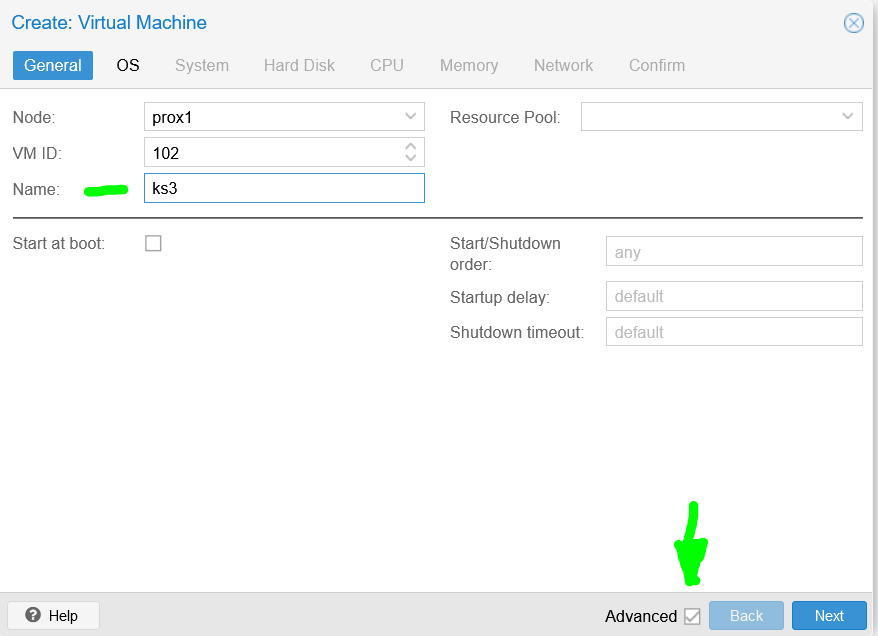 Create: Virtual Machine
General OS System Hard Disk CPU Memory Network Confirm
Node: prox1 Resource Pool:
VM ID: 102
Name: ks3
Start at boot: Start/Shutdown order: any
Startup delay: default
Shutdown timeout: default
Help Advanced Back Next